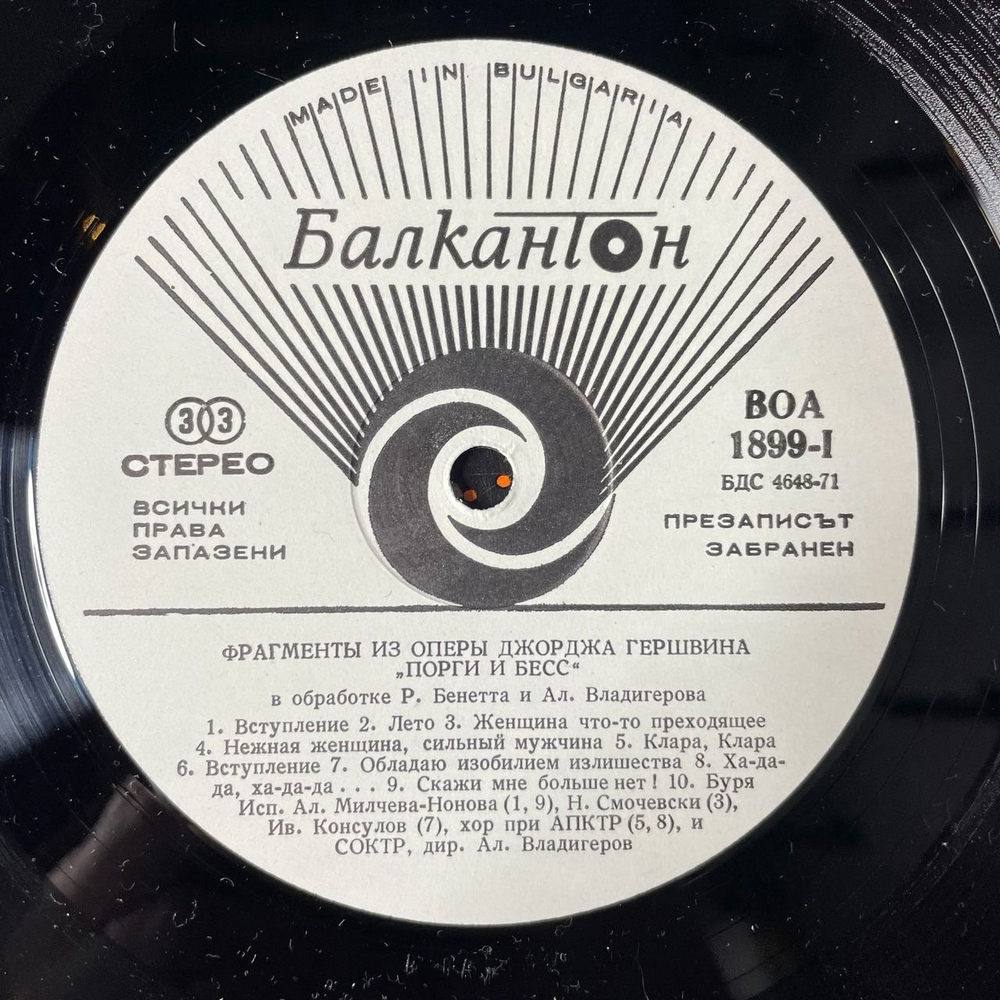 MADE IN BULGARIA
Балкантон
33
СТЕРЕО
ВСИЧКИ
ПРАВА
ЗАПАЗЕНИ
ВОА
1899-I
БДС 4648-71
ПРЕЗАПИСЪТ
ЗАБРАНЕН
ФРАГМЕНТЫ ИЗ ОПЕРЫ ДЖОРДЖА ГЕРШВИНА
„ПОРГИ И БЕСС“
в обработке Р. Бенетта и Ал. Владигерова
1. Вступление 2. Лето 3. Женщина что-то преходящее
4. Нежная женщина, сильный мужчина 5. Клара, Клара
6. Вступление 7. Обладаю изобилием излишества 8. Ха-да-
да, ха-да-да . . . 9. Скажи мне больше нет ! 10. Буря
Исп. Ал. Милчева-Нонова (1, 9), Н. Смочевски (3),
Ив. Консулов (7), хор при АПКТР (5, 8), и
СОКТР, дир. Ал. Владигеров